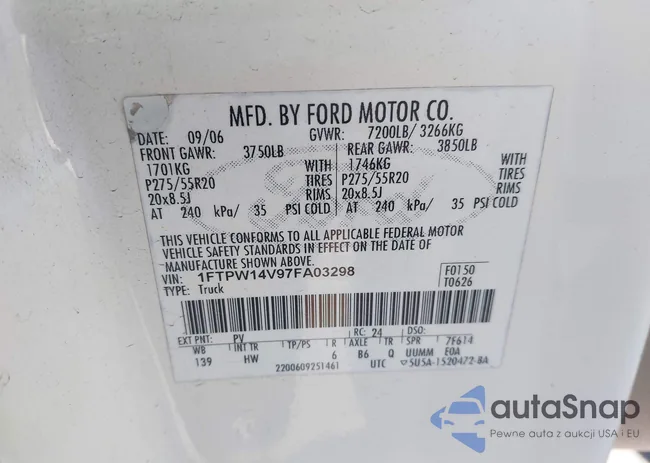 MFD. BY FORD MOTOR CO.
DATE: 09/06 GVWR: 7200LB/ 3266KG
FRONT GAWR: 3750LB REAR GAWR: 3850LB
1701KG WITH 1746KG WITH
P275/55R20 TIRES P275/55R20 TIRES
20x8.5J RIMS 20x8.5J RIMS
AT 240 kPa/ 35 PSI COLD AT 240 kPa/ 35 PSI COLD
THIS VEHICLE CONFORMS TO ALL APPLICABLE FEDERAL MOTOR
VEHICLE SAFETY STANDARDS IN EFFECT ON THE DATE OF
MANUFACTURE SHOWN ABOVE.
VIN: 1FTPW14V97FA03298 F0150
TYPE: Truck T0626
EXT PNT: PV RC: 24 DSO:
WB INT TR TP/PS R AXLE TR SPR 7F614
139 HW 6 B6 Q UUMM E0A
2200609251461 UTC 5U5A-1520472-BA
autaSnap
Pewne auta z aukcji USA i EU